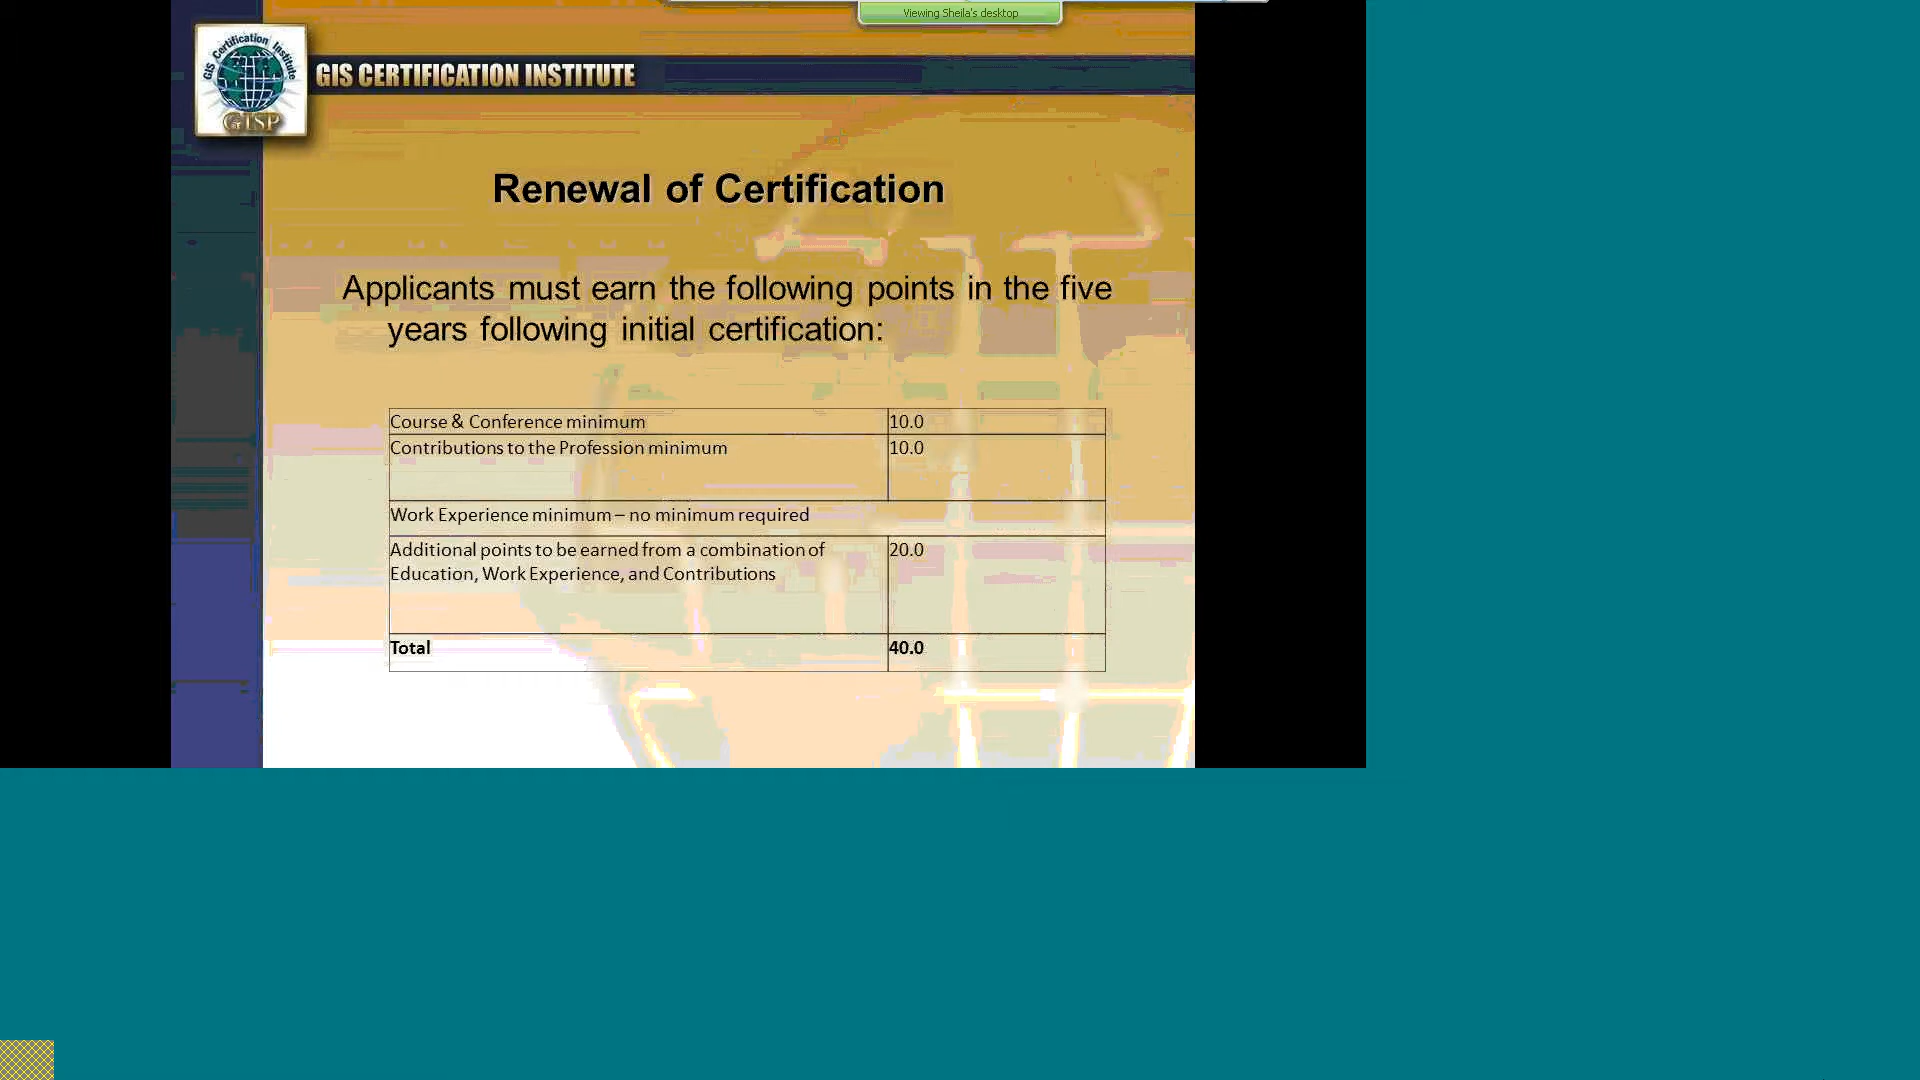 Viewing Sheila's desktop
GIS Certification Institute
GISP
GIS CERTIFICATION INSTITUTE
Renewal of Certification
Applicants must earn the following points in the five
years following initial certification:
Course & Conference minimum 10.0
Contributions to the Profession minimum 10.0
Work Experience minimum – no minimum required
Additional points to be earned from a combination of 20.0
Education, Work Experience, and Contributions
Total 40.0